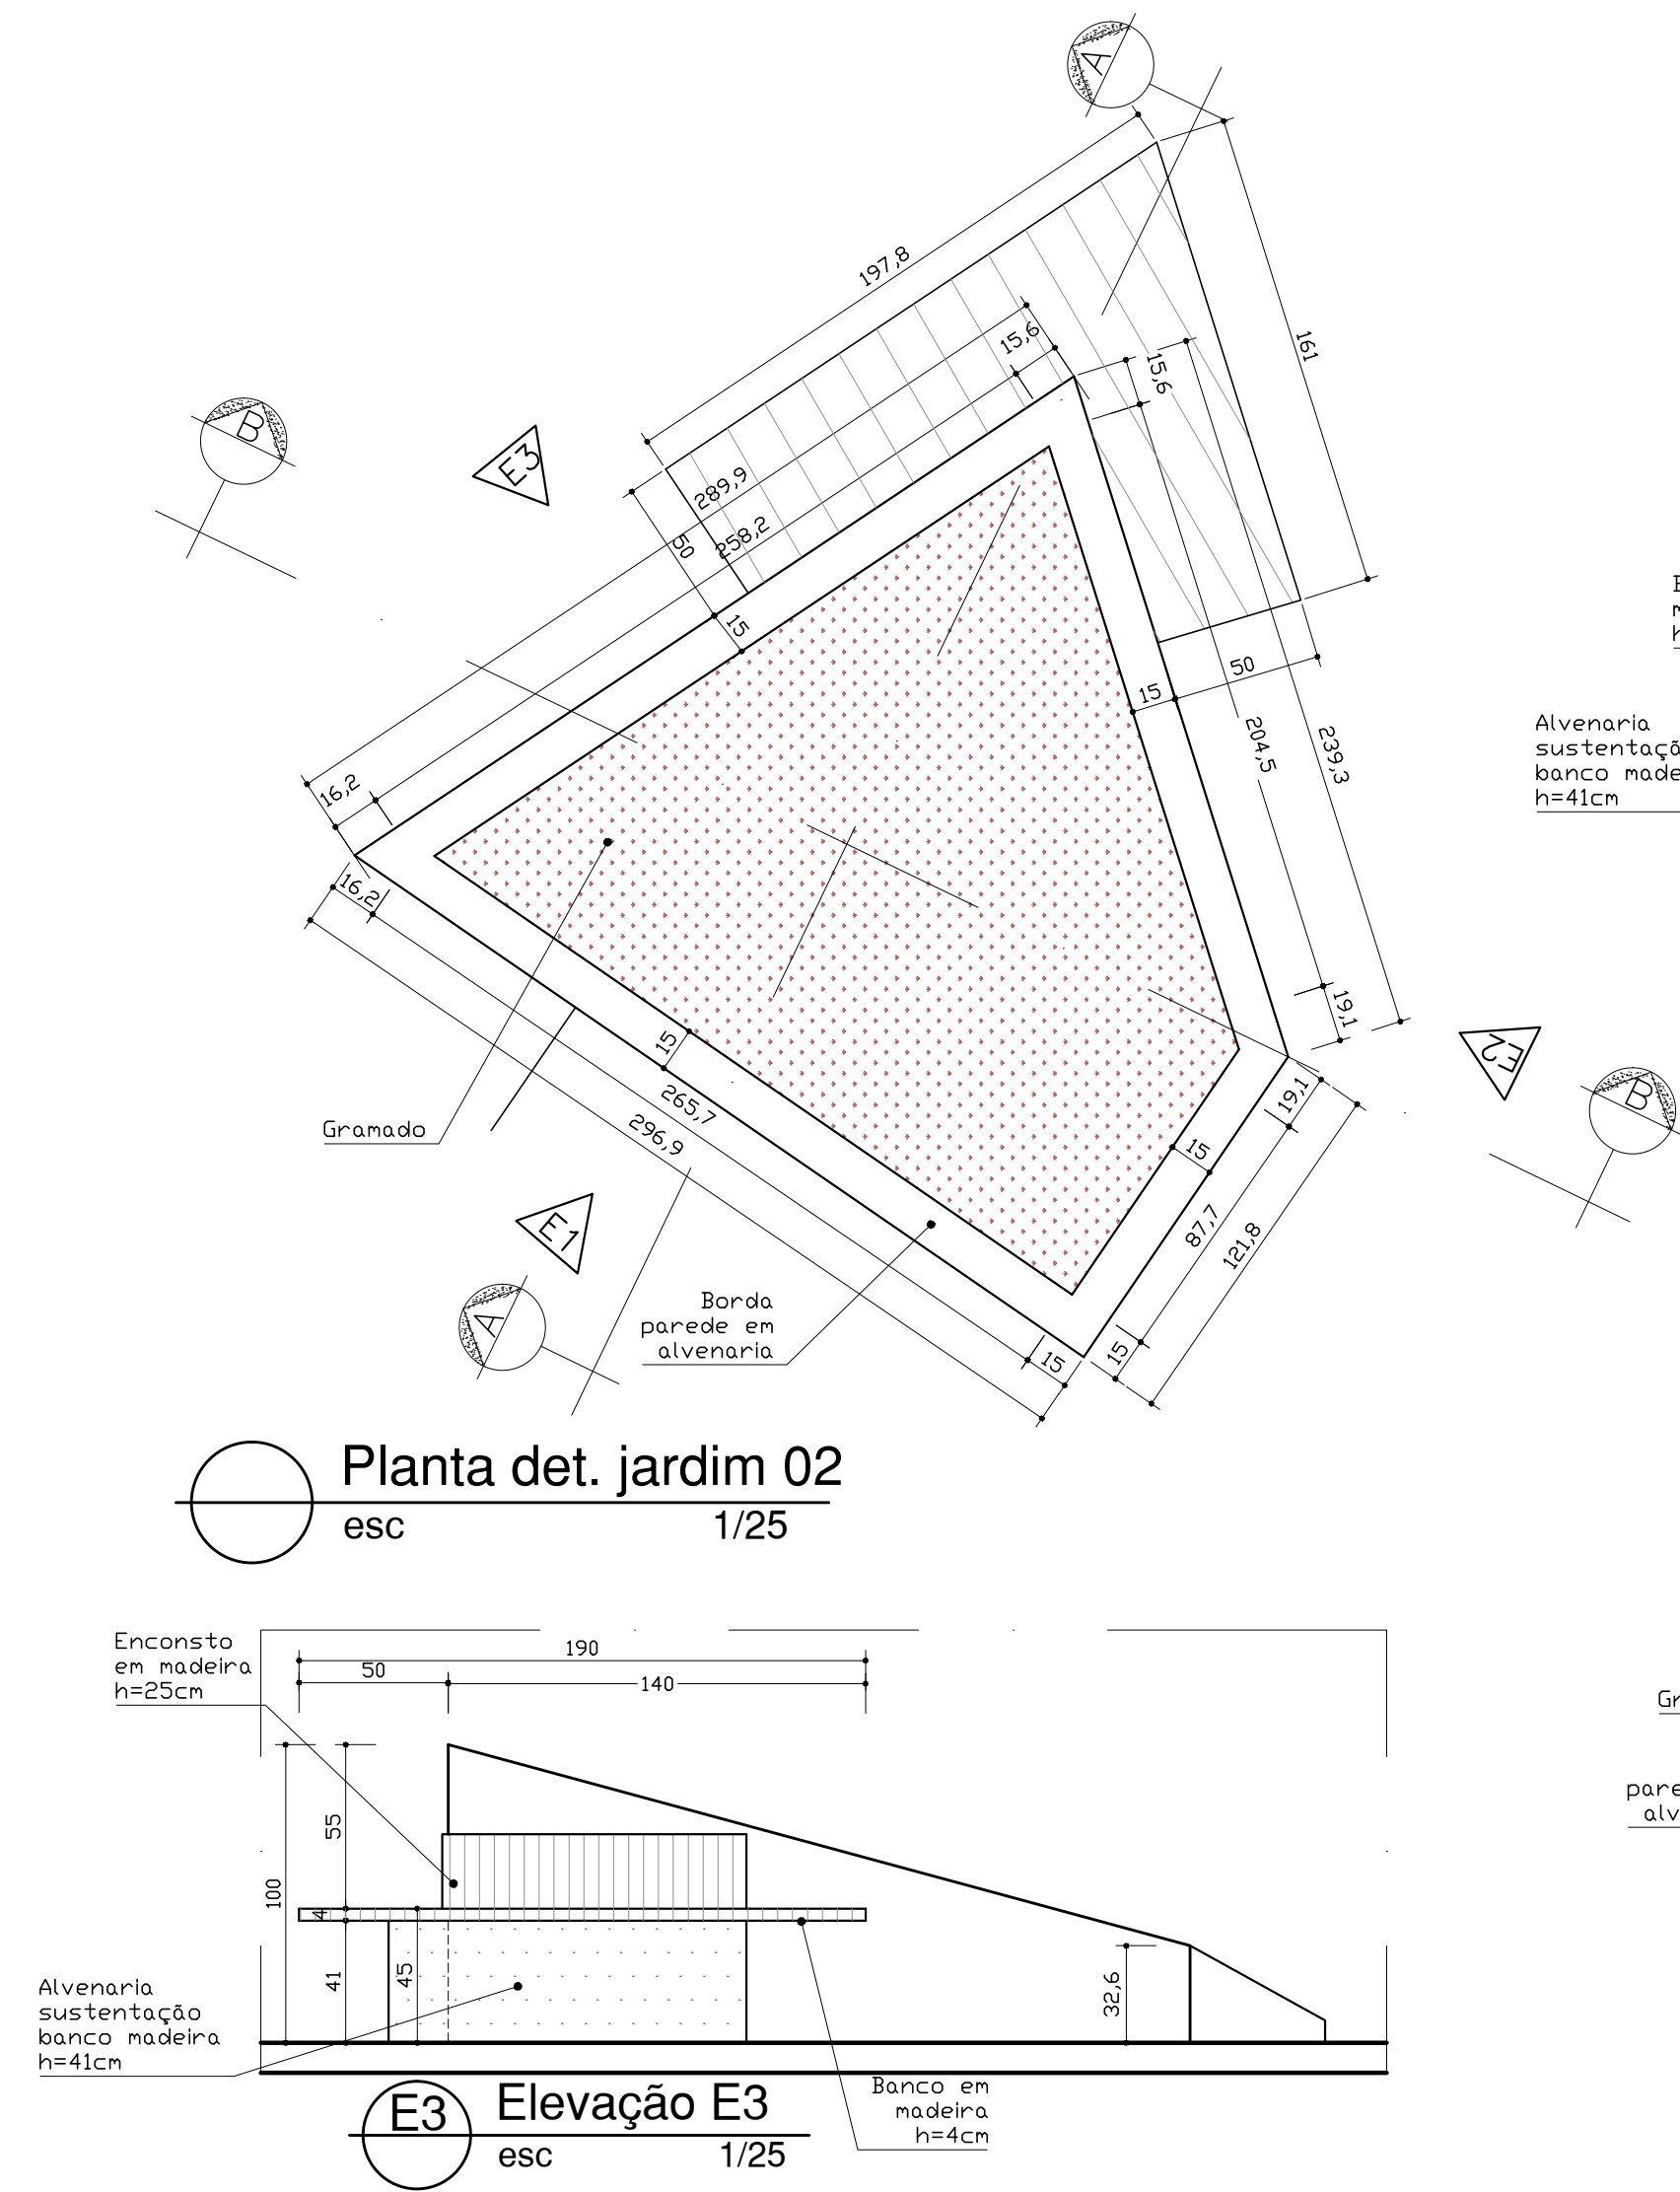 A
197,8
161
15,6
15,6
B
E3
289,9
258,2
50
15
50
15
204,5
239,3
16,2
16,2
Alvenaria
banco
h=41cm
15
265,7
296,9
19,1
19,1
E2
B
15
87,7
121,8
Gramado
E1
A
Borda
parede em
alvenaria
15
15
Planta det. jardim 02
esc 1/25
Enconsto
em madeira
h=25cm
190
50
140
55
100
4
41
45
32,6
Alvenaria
sustentação
banco madeira
h=41cm
E3
Elevação E3
esc 1/25
Banco em
madeira
h=4cm